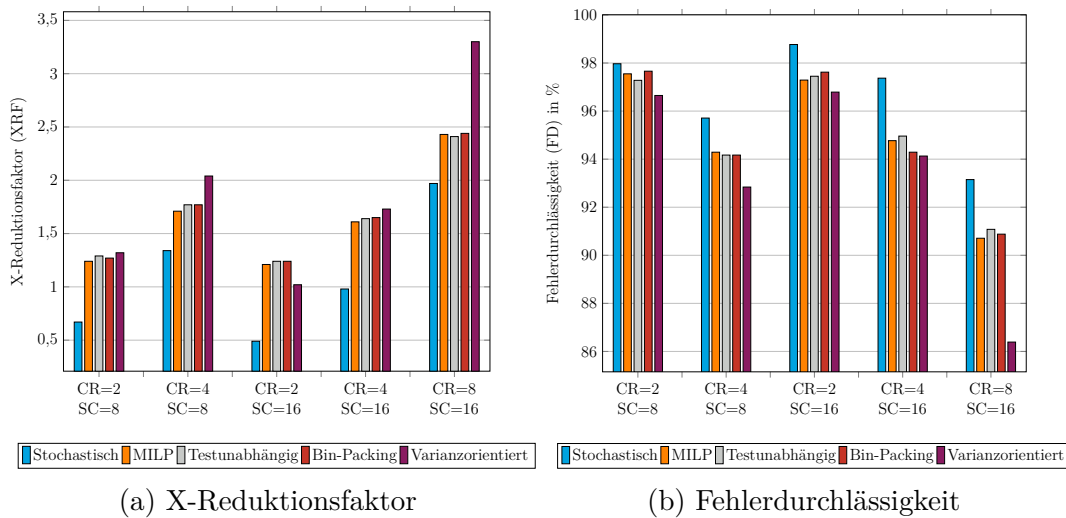 X-Reduktionsfaktor (XRF)
3,5
3
2,5
2
1,5
1
0,5
CR=2 CR=4 CR=2 CR=4 CR=8
SC=8 SC=8 SC=16 SC=16 SC=16
Stochastisch MILP Testunabhängig Bin-Packing Varianzorientiert
(a) X-Reduktionsfaktor
Fehlerdurchlässigkeit (FD) in %
100
98
96
94
92
90
88
86
CR=2 CR=4 CR=2 CR=4 CR=8
SC=8 SC=8 SC=16 SC=16 SC=16
Stochastisch MILP Testunabhängig Bin-Packing Varianzorientiert
(b) Fehlerdurchlässigkeit